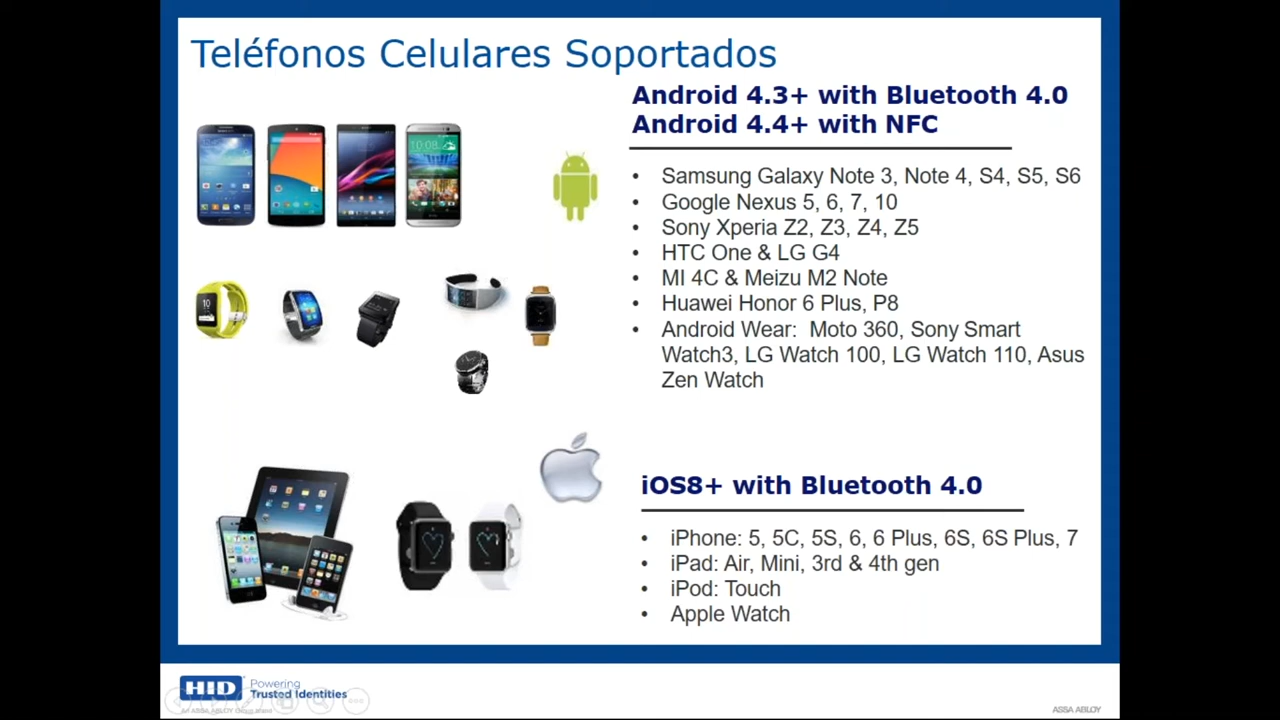 Teléfonos Celulares Soportados
Android 4.3+ with Bluetooth 4.0
Android 4.4+ with NFC
• Samsung Galaxy Note 3, Note 4, S4, S5, S6
• Google Nexus 5, 6, 7, 10
• Sony Xperia Z2, Z3, Z4, Z5
• HTC One & LG G4
• MI 4C & Meizu M2 Note
• Huawei Honor 6 Plus, P8
• Android Wear: Moto 360, Sony Smart
Watch3, LG Watch 100, LG Watch 110, Asus
Zen Watch
iOS8+ with Bluetooth 4.0
• iPhone: 5, 5C, 5S, 6, 6 Plus, 6S, 6S Plus, 7
• iPad: Air, Mini, 3rd & 4th gen
• iPod: Touch
• Apple Watch
HID
Powering
Trusted Identities
An ASSA ABLOY Group brand
ASSA ABLOY